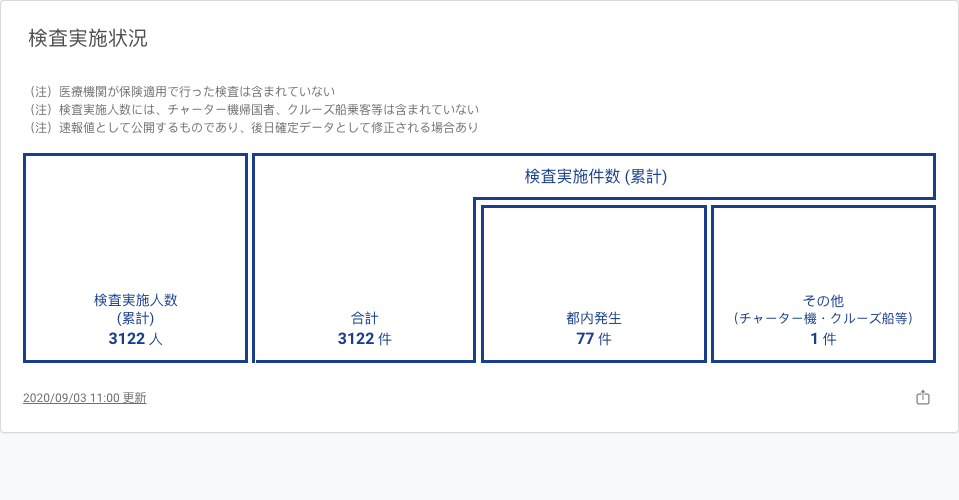 検査実施状況
（注）医療機関が保険適用で行った検査は含まれていない
（注）検査実施人数には、チャーター機帰国者、クルーズ船乗客等は含まれていない
（注）速報値として公開するものであり、後日確定データとして修正される場合あり
検査実施件数 (累計)
検査実施人数
(累計)
3122 人
合計
3122 件
都内発生
77 件
その他
（チャーター機・クルーズ船等）
1 件
2020/09/03 11:00 更新